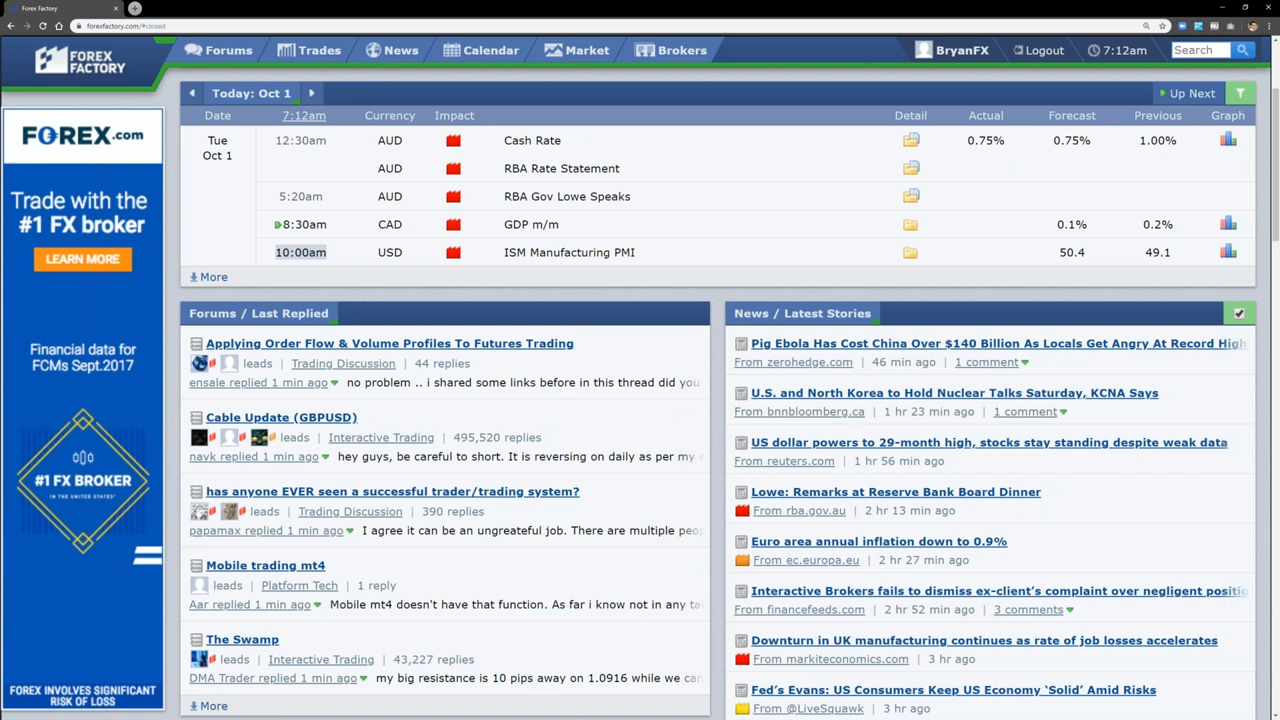 Forex Factory
forexfactory.com/#closed
FOREX
FACTORY
Forums
Trades
News
Calendar
Market
Brokers
BryanFX
Logout
7:12am
Search
FOREX.com
Trade with the
#1 FX broker
LEARN MORE
Financial data for
FCMs Sept.2017
#1 FX BROKER
IN THE UNITED STATES*
FOREX INVOLVES SIGNIFICANT
RISK OF LOSS
Today: Oct 1
Up Next
Date 7:12am Currency Impact Detail Actual Forecast Previous Graph
Tue
Oct 1
12:30am AUD Cash Rate 0.75% 0.75% 1.00%
AUD RBA Rate Statement
5:20am AUD RBA Gov Lowe Speaks
8:30am CAD GDP m/m 0.1% 0.2%
10:00am USD ISM Manufacturing PMI 50.4 49.1
More
Forums / Last Replied
Applying Order Flow & Volume Profiles To Futures Trading
leads | Trading Discussion | 44 replies
ensale replied 1 min ago no problem .. i shared some links before in this thread did you
Cable Update (GBPUSD)
leads | Interactive Trading | 495,520 replies
navk replied 1 min ago hey guys, be careful to short. It is reversing on daily as per my
has anyone EVER seen a successful trader/trading system?
leads | Trading Discussion | 390 replies
papamax replied 1 min ago I agree it can be an ungreateful job. There are multiple peo
Mobile trading mt4
leads | Platform Tech | 1 reply
Aar replied 1 min ago Mobile mt4 doesn't have that function. As far i know not in any ta
The Swamp
leads | Interactive Trading | 43,227 replies
DMA Trader replied 1 min ago my big resistance is 10 pips away on 1.0916 while we ca
More
News / Latest Stories
Pig Ebola Has Cost China Over $140 Billion As Locals Get Angry At Record High
From zerohedge.com | 46 min ago | 1 comment
U.S. and North Korea to Hold Nuclear Talks Saturday, KCNA Says
From bnnbloomberg.ca | 1 hr 23 min ago | 1 comment
US dollar powers to 29-month high, stocks stay standing despite weak data
From reuters.com | 1 hr 56 min ago
Lowe: Remarks at Reserve Bank Board Dinner
From rba.gov.au | 2 hr 13 min ago
Euro area annual inflation down to 0.9%
From ec.europa.eu | 2 hr 27 min ago
Interactive Brokers fails to dismiss ex-client’s complaint over negligent positio
From financefeeds.com | 2 hr 52 min ago | 3 comments
Downturn in UK manufacturing continues as rate of job losses accelerates
From markiteconomics.com | 3 hr ago
Fed’s Evans: US Consumers Keep US Economy ‘Solid’ Amid Risks
From @LiveSquawk | 3 hr ago